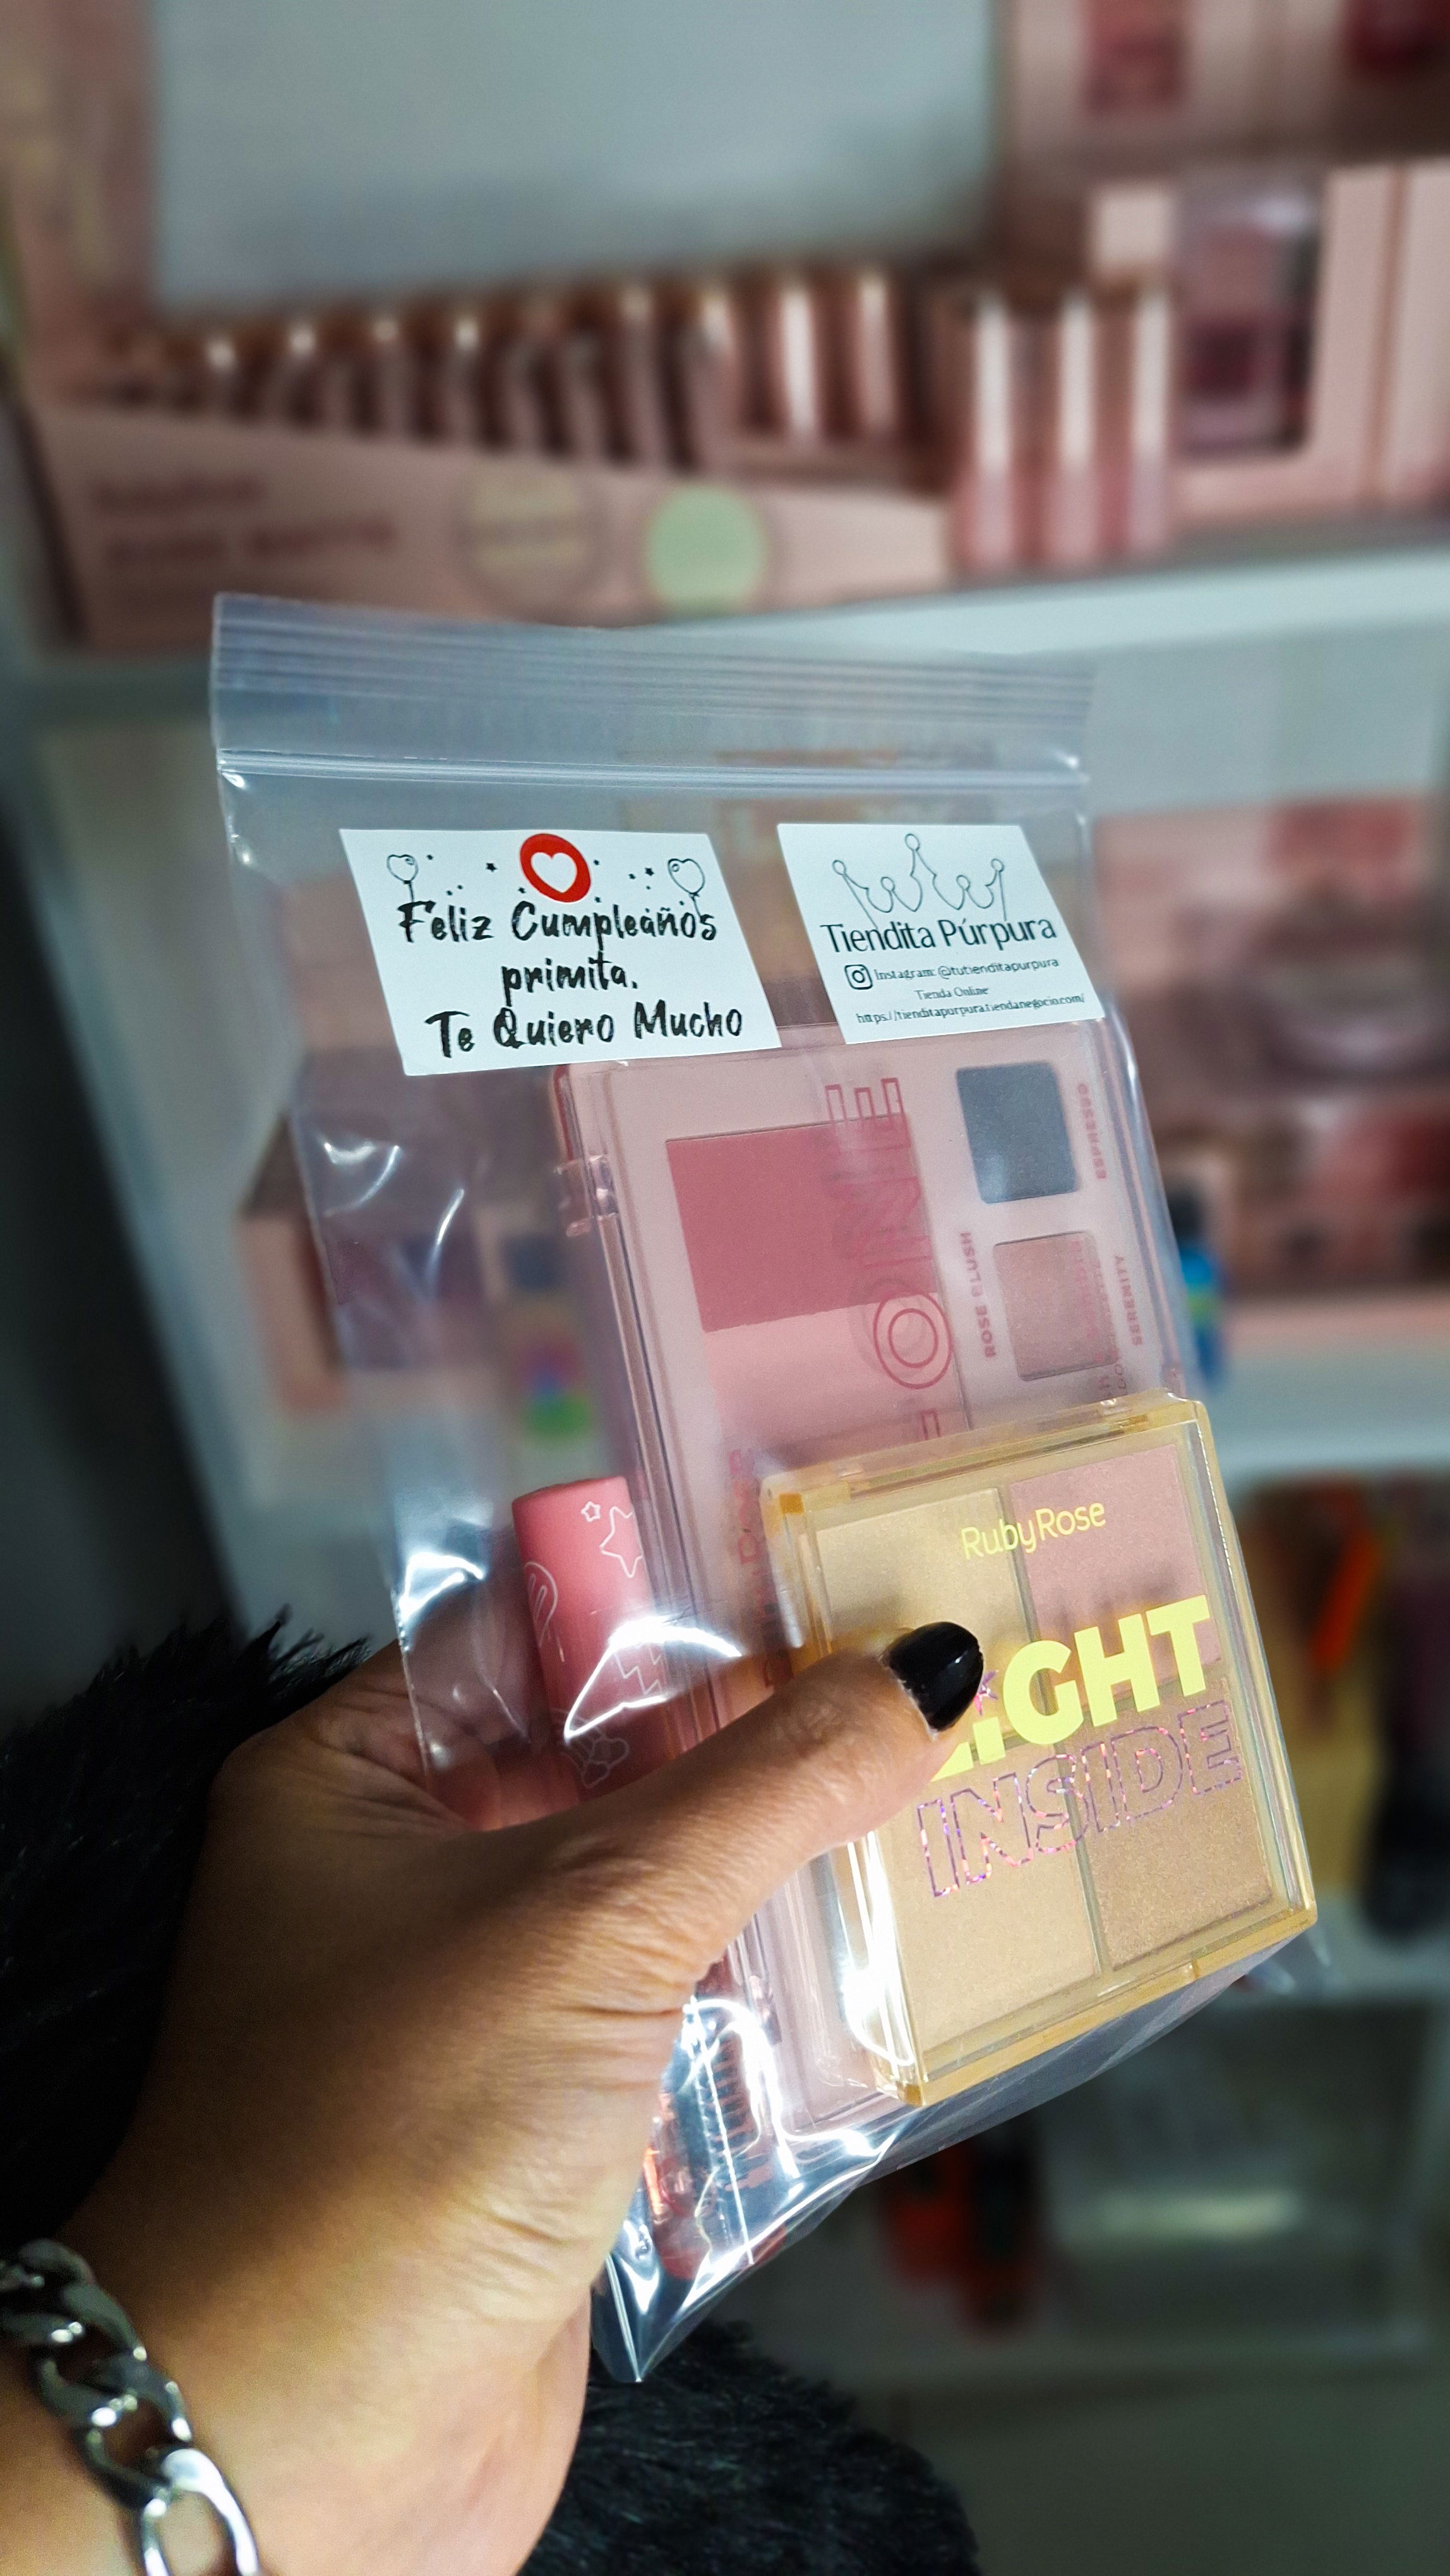 Feliz Cumpleaños
primita.
Te Quiero Mucho
Tiendita Púrpura
Instagram: @tutienditapurpura
Tienda Online
https://tienditapurpura.tiendanegocio.com/
ESPRESSO
ROSE BLUSH
SERENITY
RubyRose
LIGHT
INSIDE